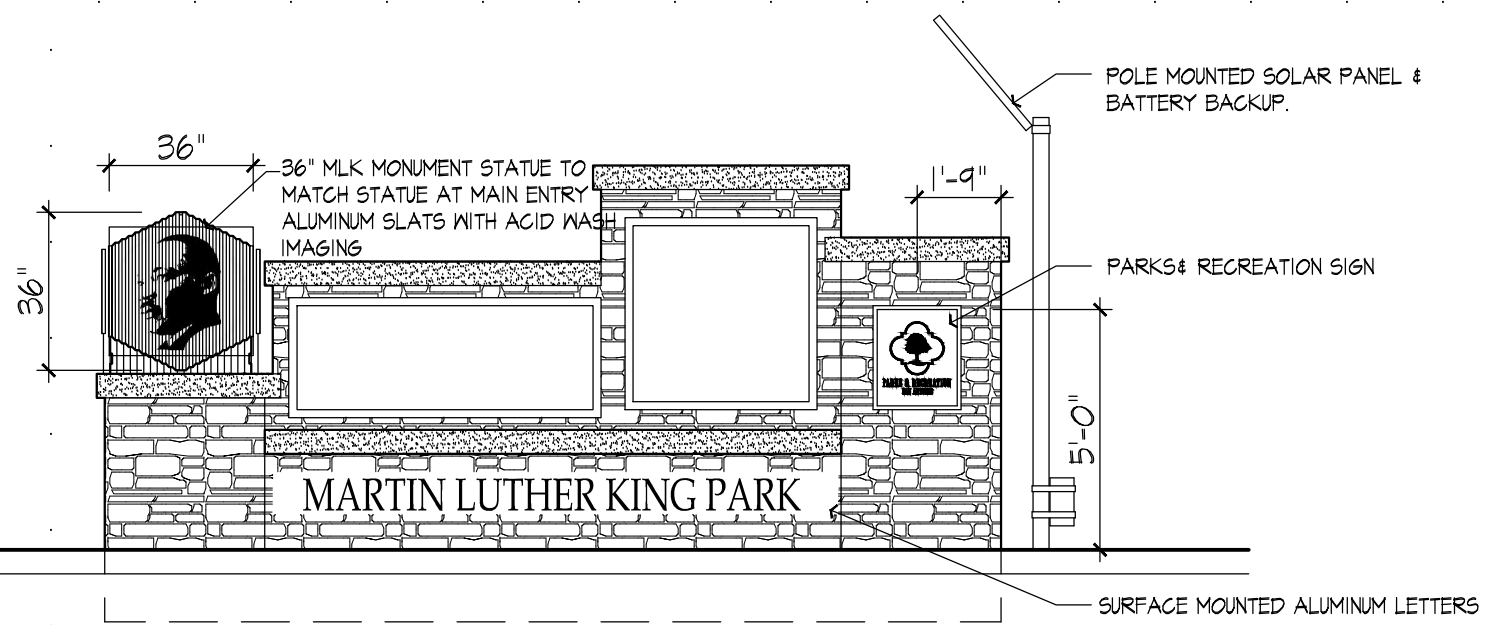 POLE MOUNTED SOLAR PANEL &
BATTERY BACKUP.
36"
36" MLK MONUMENT STATUE TO
MATCH STATUE AT MAIN ENTRY
ALUMINUM SLATS WITH ACID WASH
IMAGING
1'-9"
36"
PARKS& RECREATION SIGN
PARKS & RECREATION
5'-0"
MARTIN LUTHER KING PARK
SURFACE MOUNTED ALUMINUM LETTERS